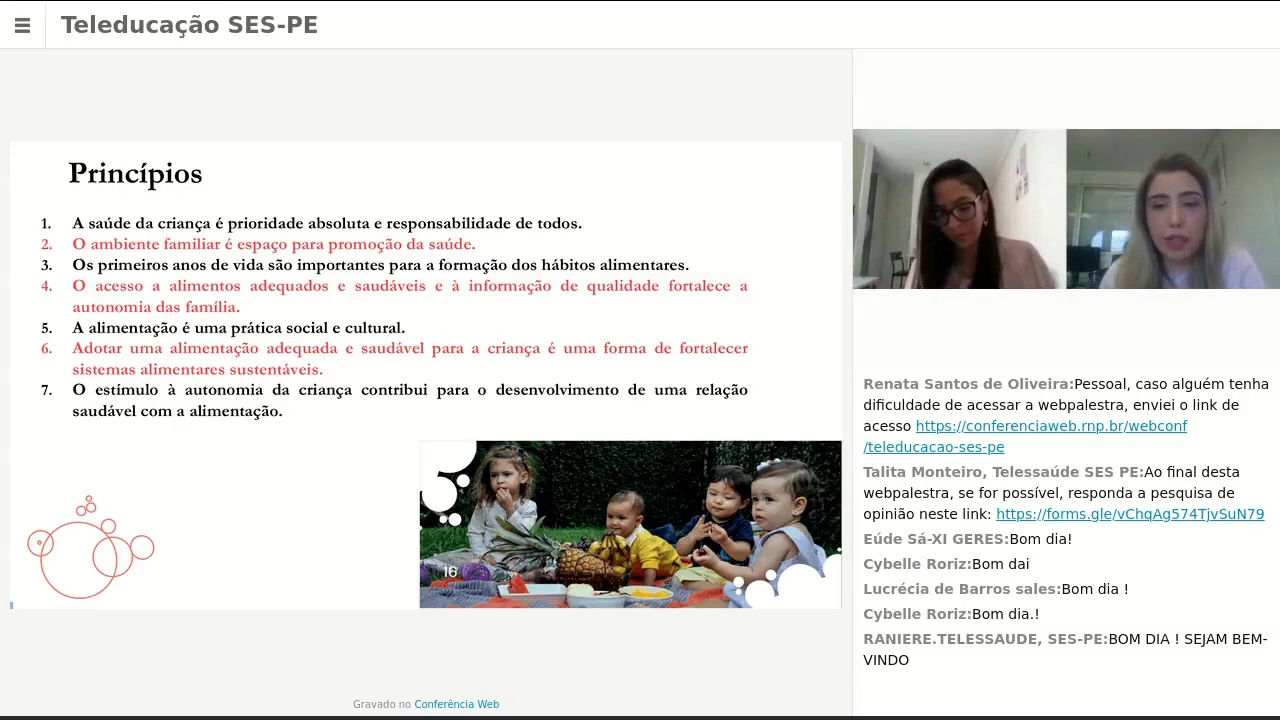 Teleducação SES-PE
Princípios
1. A saúde da criança é prioridade absoluta e responsabilidade de todos.
2. O ambiente familiar é espaço para promoção da saúde.
3. Os primeiros anos de vida são importantes para a formação dos hábitos alimentares.
4. O acesso a alimentos adequados e saudáveis e à informação de qualidade fortalece a
autonomia das família.
5. A alimentação é uma prática social e cultural.
6. Adotar uma alimentação adequada e saudável para a criança é uma forma de fortalecer
sistemas alimentares sustentáveis.
7. O estímulo à autonomia da criança contribui para o desenvolvimento de uma relação
saudável com a alimentação.
16
Gravado no Conferência Web
Renata Santos de Oliveira:Pessoal, caso alguém tenha
dificuldade de acessar a webpalestra, enviei o link de
acesso https://conferenciaweb.rnp.br/webconf
/teleducacao-ses-pe
Talita Monteiro, Telessaúde SES PE:Ao final desta
webpalestra, se for possível, responda a pesquisa de
opinião neste link: https://forms.gle/vChqAg574TjvSuN79
Eúde Sá-XI GERES:Bom dia!
Cybelle Roriz:Bom dai
Lucrécia de Barros sales:Bom dia !
Cybelle Roriz:Bom dia.!
RANIERE.TELESSAUDE, SES-PE:BOM DIA ! SEJAM BEM-
VINDO